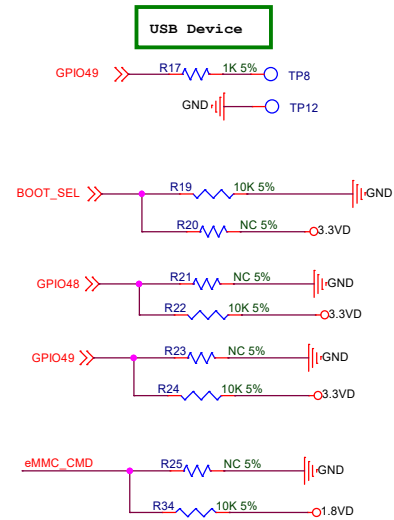 USB Device
GPIO49 R17 1K 5% TP8
GND TP12
BOOT_SEL R19 10K 5% GND
R20 NC 5% 3.3VD
GPIO48 R21 NC 5% GND
R22 10K 5% 3.3VD
GPIO49 R23 NC 5% GND
R24 10K 5% 3.3VD
eMMC_CMD R25 NC 5% GND
R34 10K 5% 1.8VD